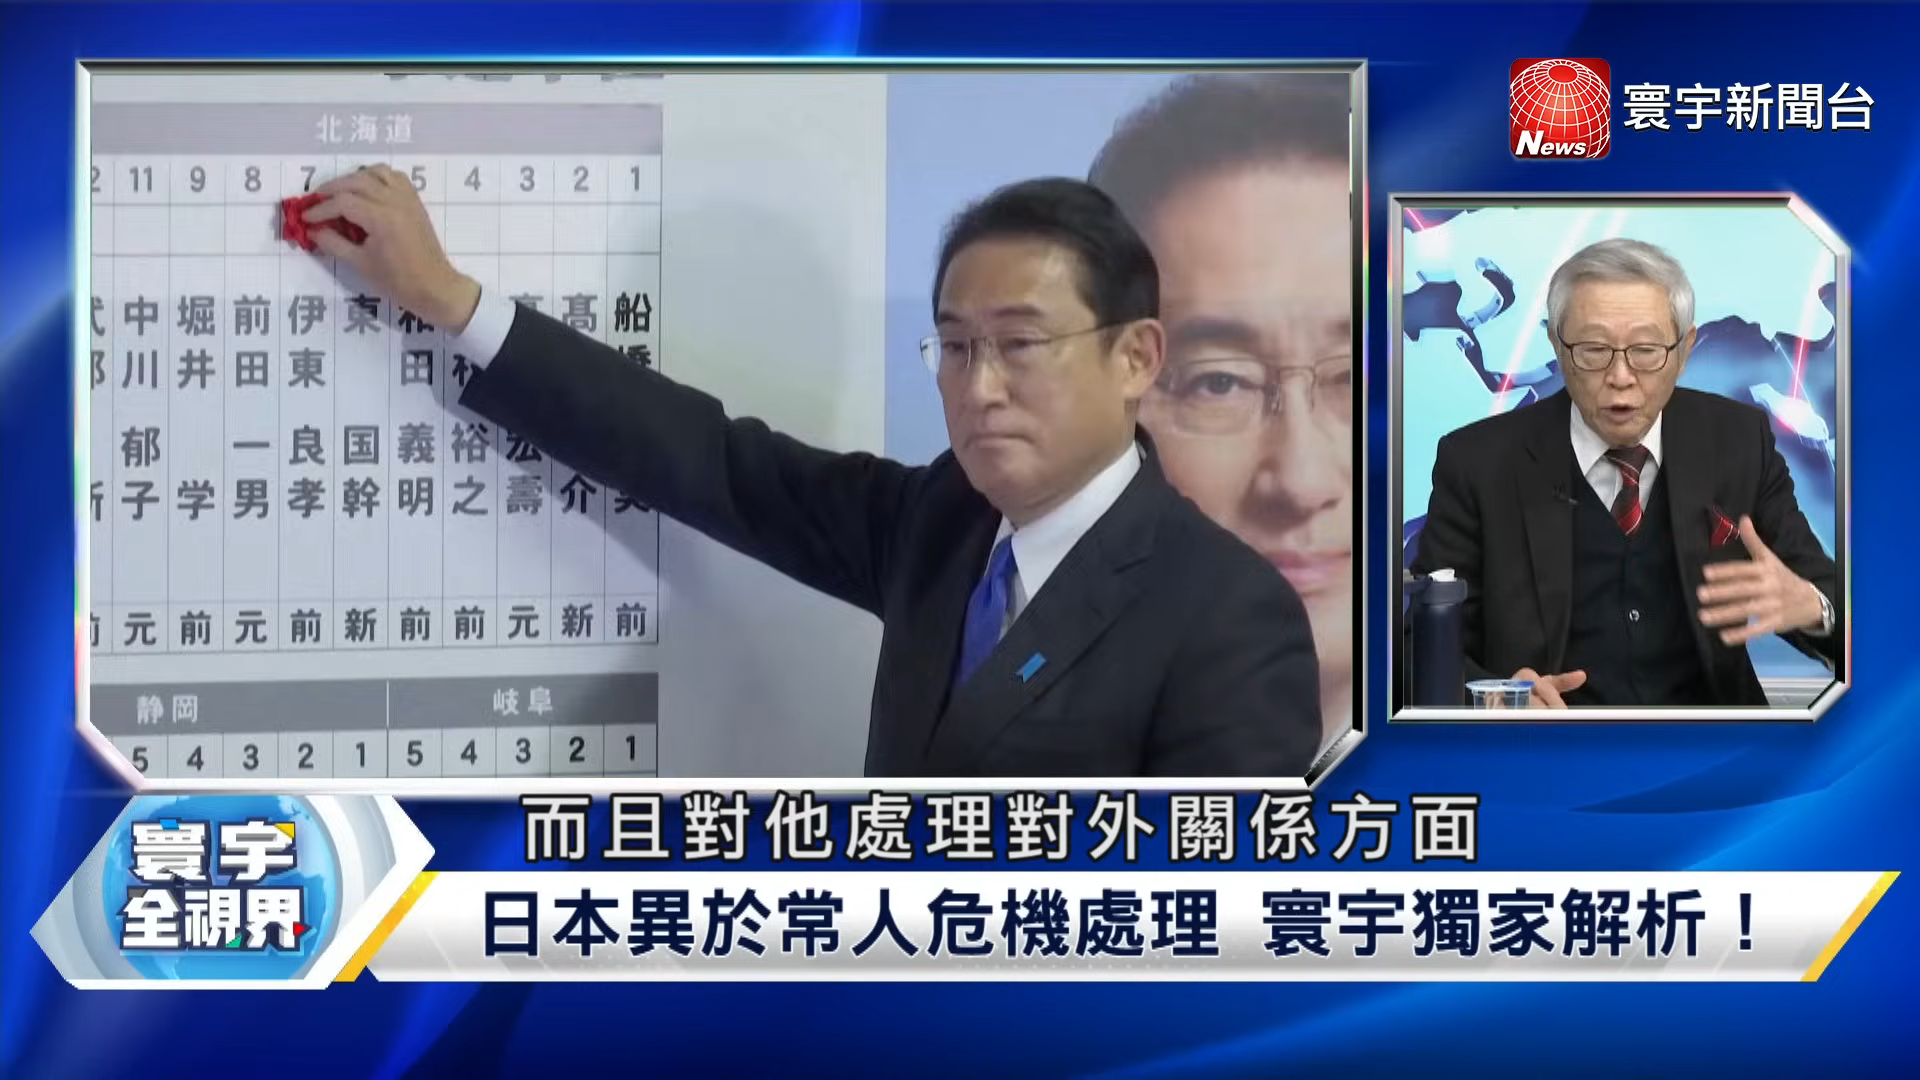 寰宇新聞台
News
北海道
11 9 8 7 5 4 3 2 1
中川郁子 元
堀井学 前
前田一男 元
伊東良孝 前
東国幹 新
和田義明 前
裕之 前
宏壽 元
髙 介 新
船橋 前
静岡 岐阜
5 4 3 2 1 5 4 3 2 1
而且對他處理對外關係方面
寰宇全視界
日本異於常人危機處理 寰宇獨家解析！